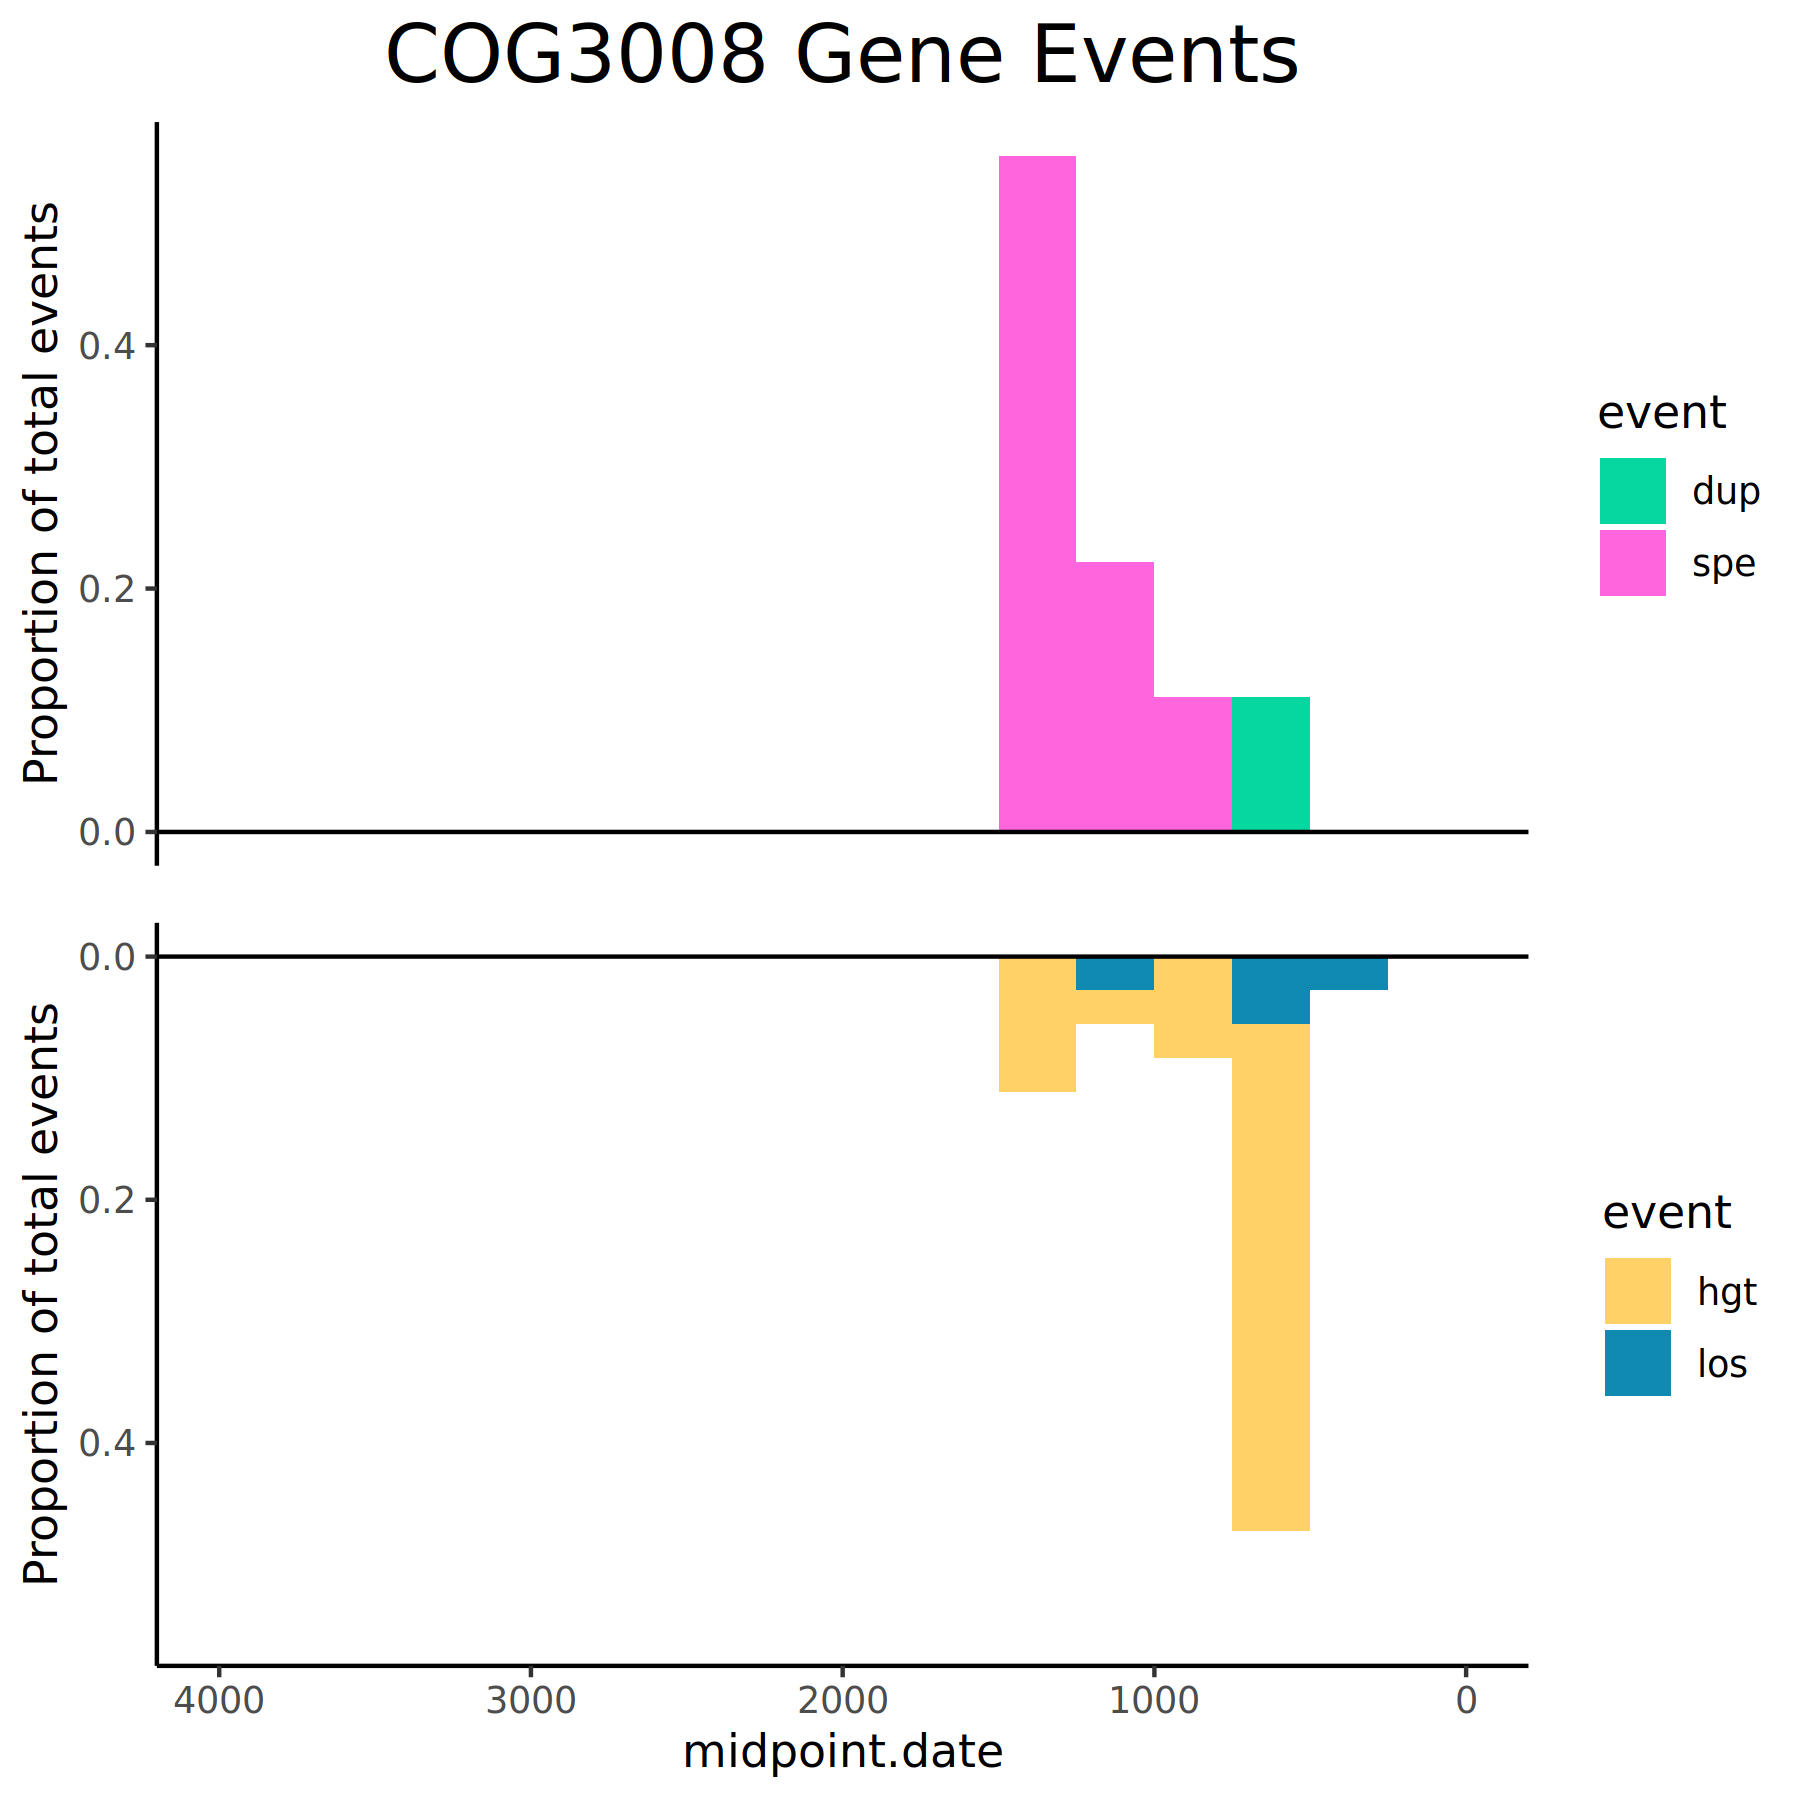 COG3008 Gene Events
Proportion of total events
0.4
0.2
0.0
event
dup
spe
Proportion of total events
0.0
0.2
0.4
event
hgt
los
4000 3000 2000 1000 0
midpoint.date